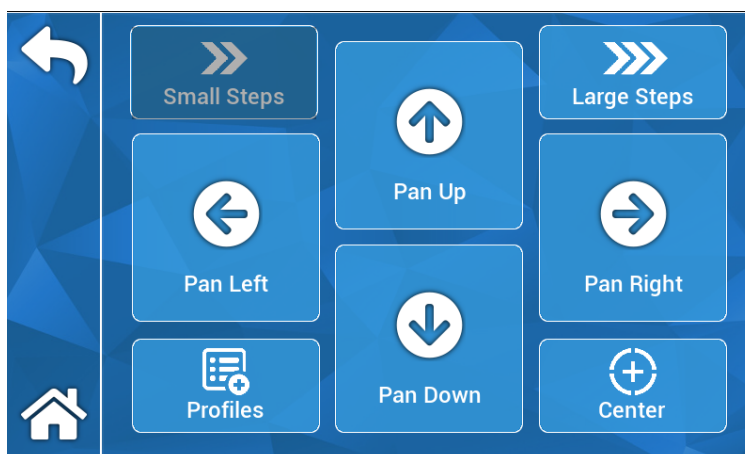 Small Steps
Large Steps
Pan Up
Pan Left
Pan Right
Pan Down
Profiles
Center